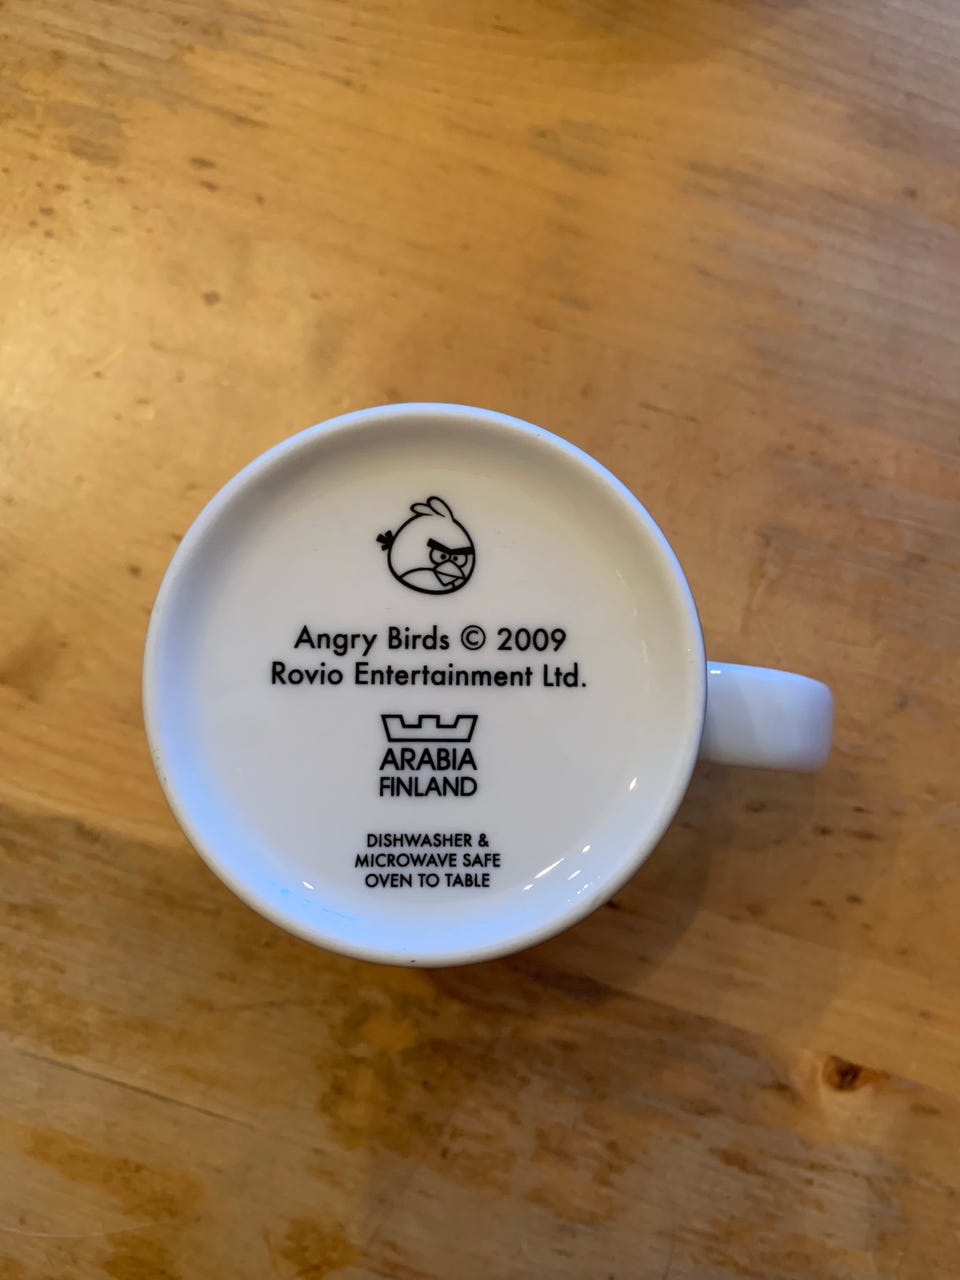 Angry Birds © 2009
Rovio Entertainment Ltd.
ARABIA
FINLAND
DISHWASHER &
MICROWAVE SAFE
OVEN TO TABLE